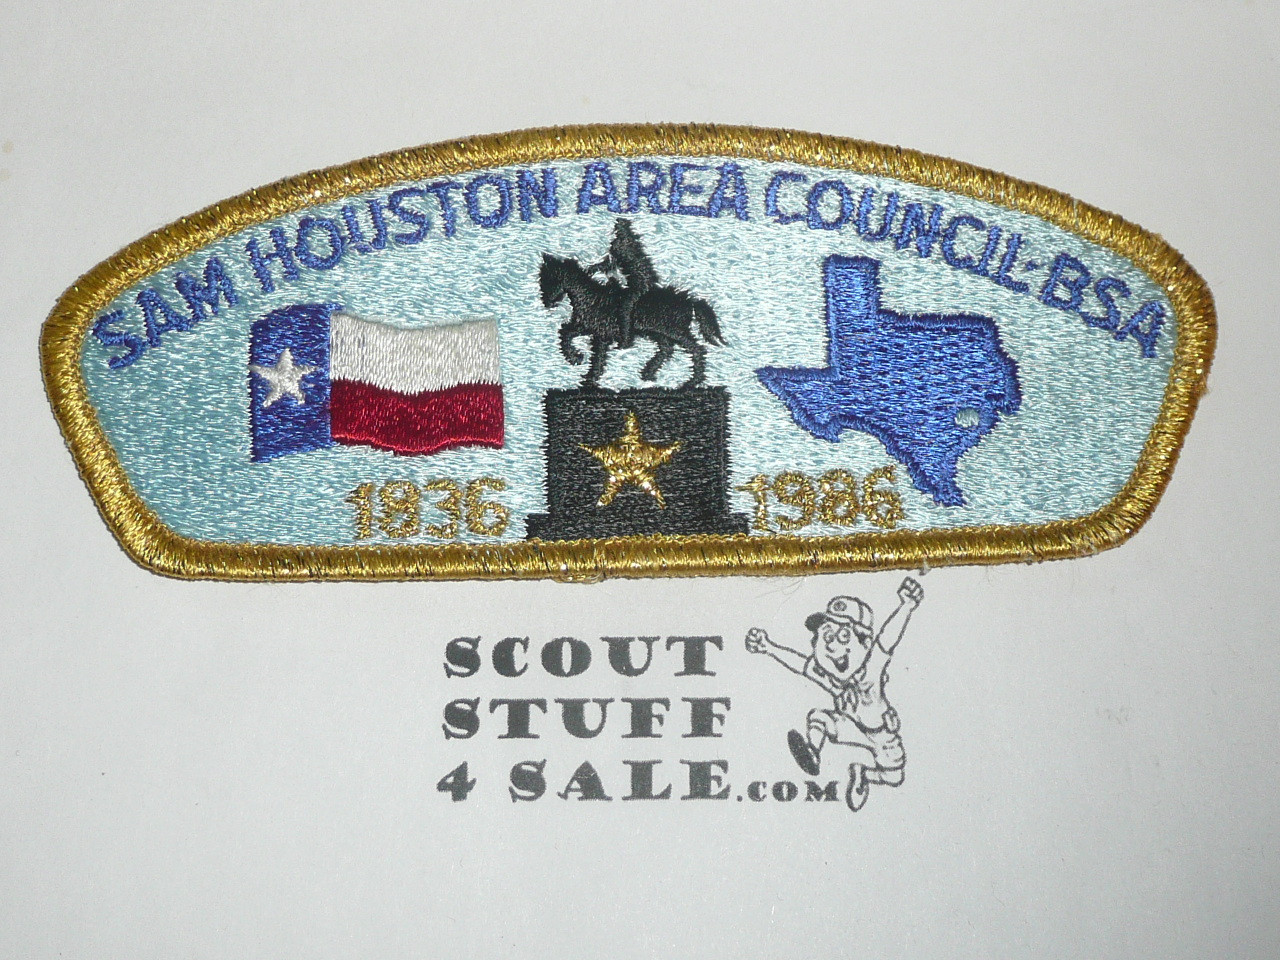 SAM HOUSTON AREA COUNCIL·BSA
1836 1986
SCOUT
STUFF
4 SALE.COM